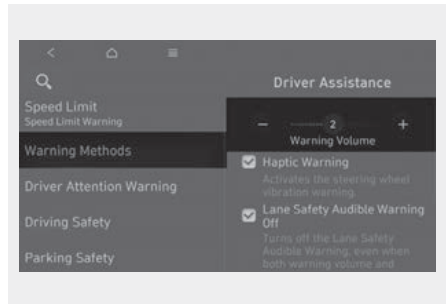 Driver Assistance
Speed Limit
Speed Limit Warning
Warning Methods
Driver Attention Warning
Driving Safety
Parking Safety
− 2 +
Warning Volume
Haptic Warning
Activates the steering wheel
vibration warning.
Lane Safety Audible Warning
Off
Turns off the Lane Safety
Audible Warning, even when
both warning volume and